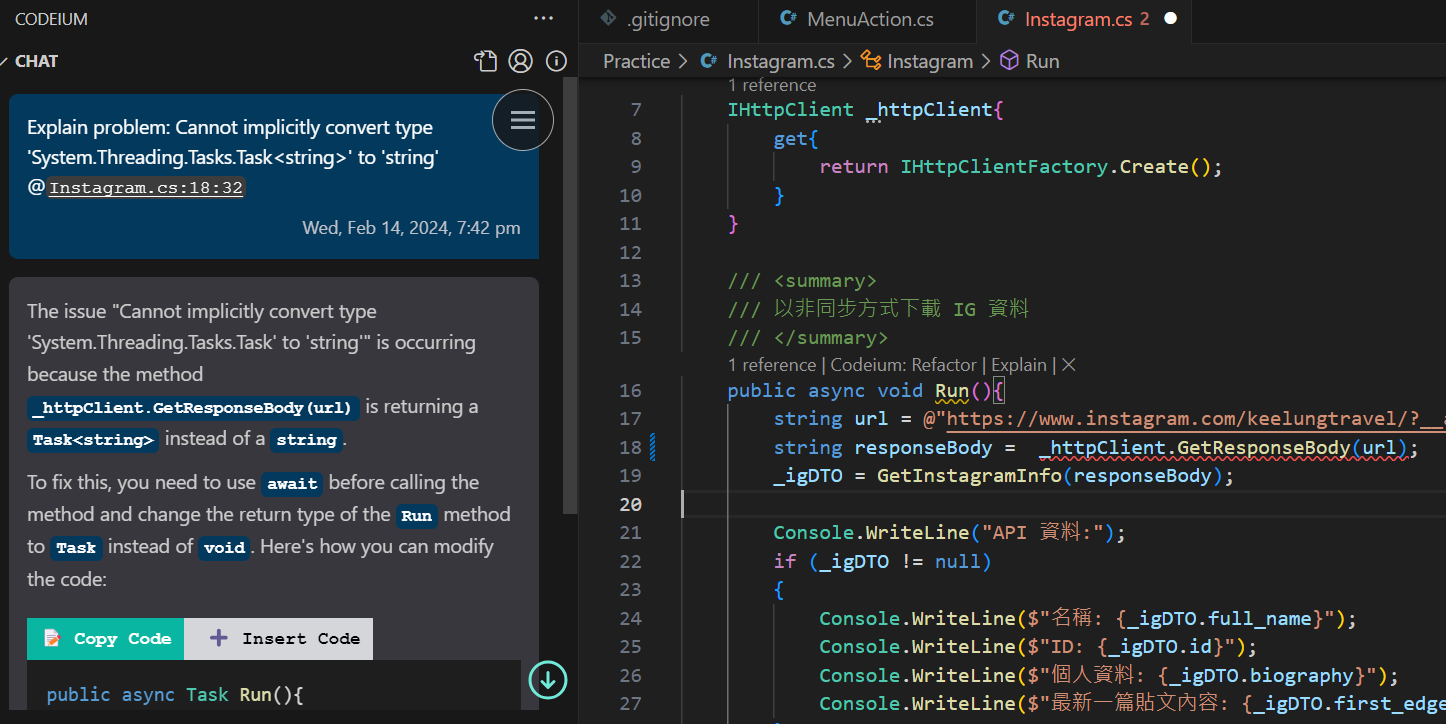 CODEIUM
CHAT
Explain problem: Cannot implicitly convert type
'System.Threading.Tasks.Task<string>' to 'string'
@Instagram.cs:18:32
Wed, Feb 14, 2024, 7:42 pm
The issue "Cannot implicitly convert type
'System.Threading.Tasks.Task' to 'string'" is occurring
because the method
_httpClient.GetResponseBody(url) is returning a
Task<string> instead of a string.
To fix this, you need to use await before calling the
method and change the return type of the Run method
to Task instead of void. Here's how you can modify
the code:
Copy Code
Insert Code
public async Task Run(){
.gitignore
C# MenuAction.cs
C# Instagram.cs 2
Practice > C# Instagram.cs > Instagram > Run
1 reference
7 IHttpClient _httpClient{
8 get{
9 return IHttpClientFactory.Create();
10 }
11 }
12
13 /// <summary>
14 /// 以非同步方式下載 IG 資料
15 /// </summary>
1 reference | Codeium: Refactor | Explain | ×
16 public async void Run(){
17 string url = @"https://www.instagram.com/keelungtravel/?__
18 string responseBody = _httpClient.GetResponseBody(url);
19 _igDTO = GetInstagramInfo(responseBody);
20
21 Console.WriteLine("API 資料:");
22 if (_igDTO != null)
23 {
24 Console.WriteLine($"名稱: {_igDTO.full_name}");
25 Console.WriteLine($"ID: {_igDTO.id}");
26 Console.WriteLine($"個人資料: {_igDTO.biography}");
27 Console.WriteLine($"最新一篇貼文內容: {_igDTO.first_edge